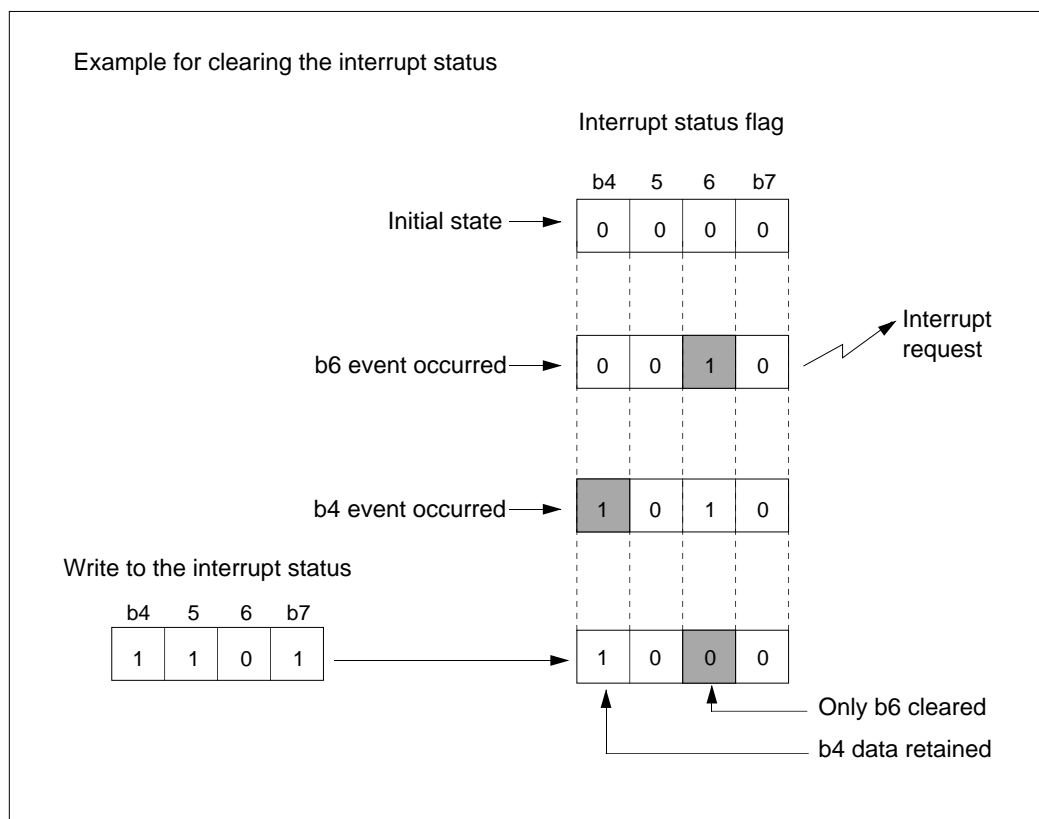 Example for clearing the interrupt status
Interrupt status flag
b4 5 6 b7
Initial state
0 0 0 0
Interrupt
request
b6 event occurred
0 0 1 0
b4 event occurred
1 0 1 0
Write to the interrupt status
b4 5 6 b7
1 1 0 1
1 0 0 0
Only b6 cleared
b4 data retained